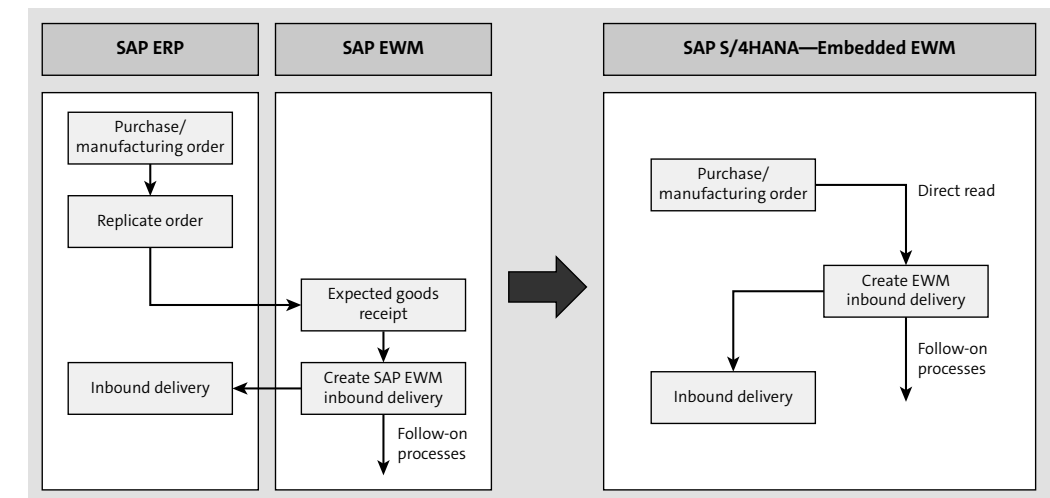 SAP ERP
SAP EWM
SAP S/4HANA—Embedded EWM
Purchase/
manufacturing order
Replicate order
Expected goods
receipt
Inbound delivery
Create SAP EWM
inbound delivery
Follow-on
processes
Purchase/
manufacturing order
Direct read
Create EWM
inbound delivery
Inbound delivery
Follow-on
processes